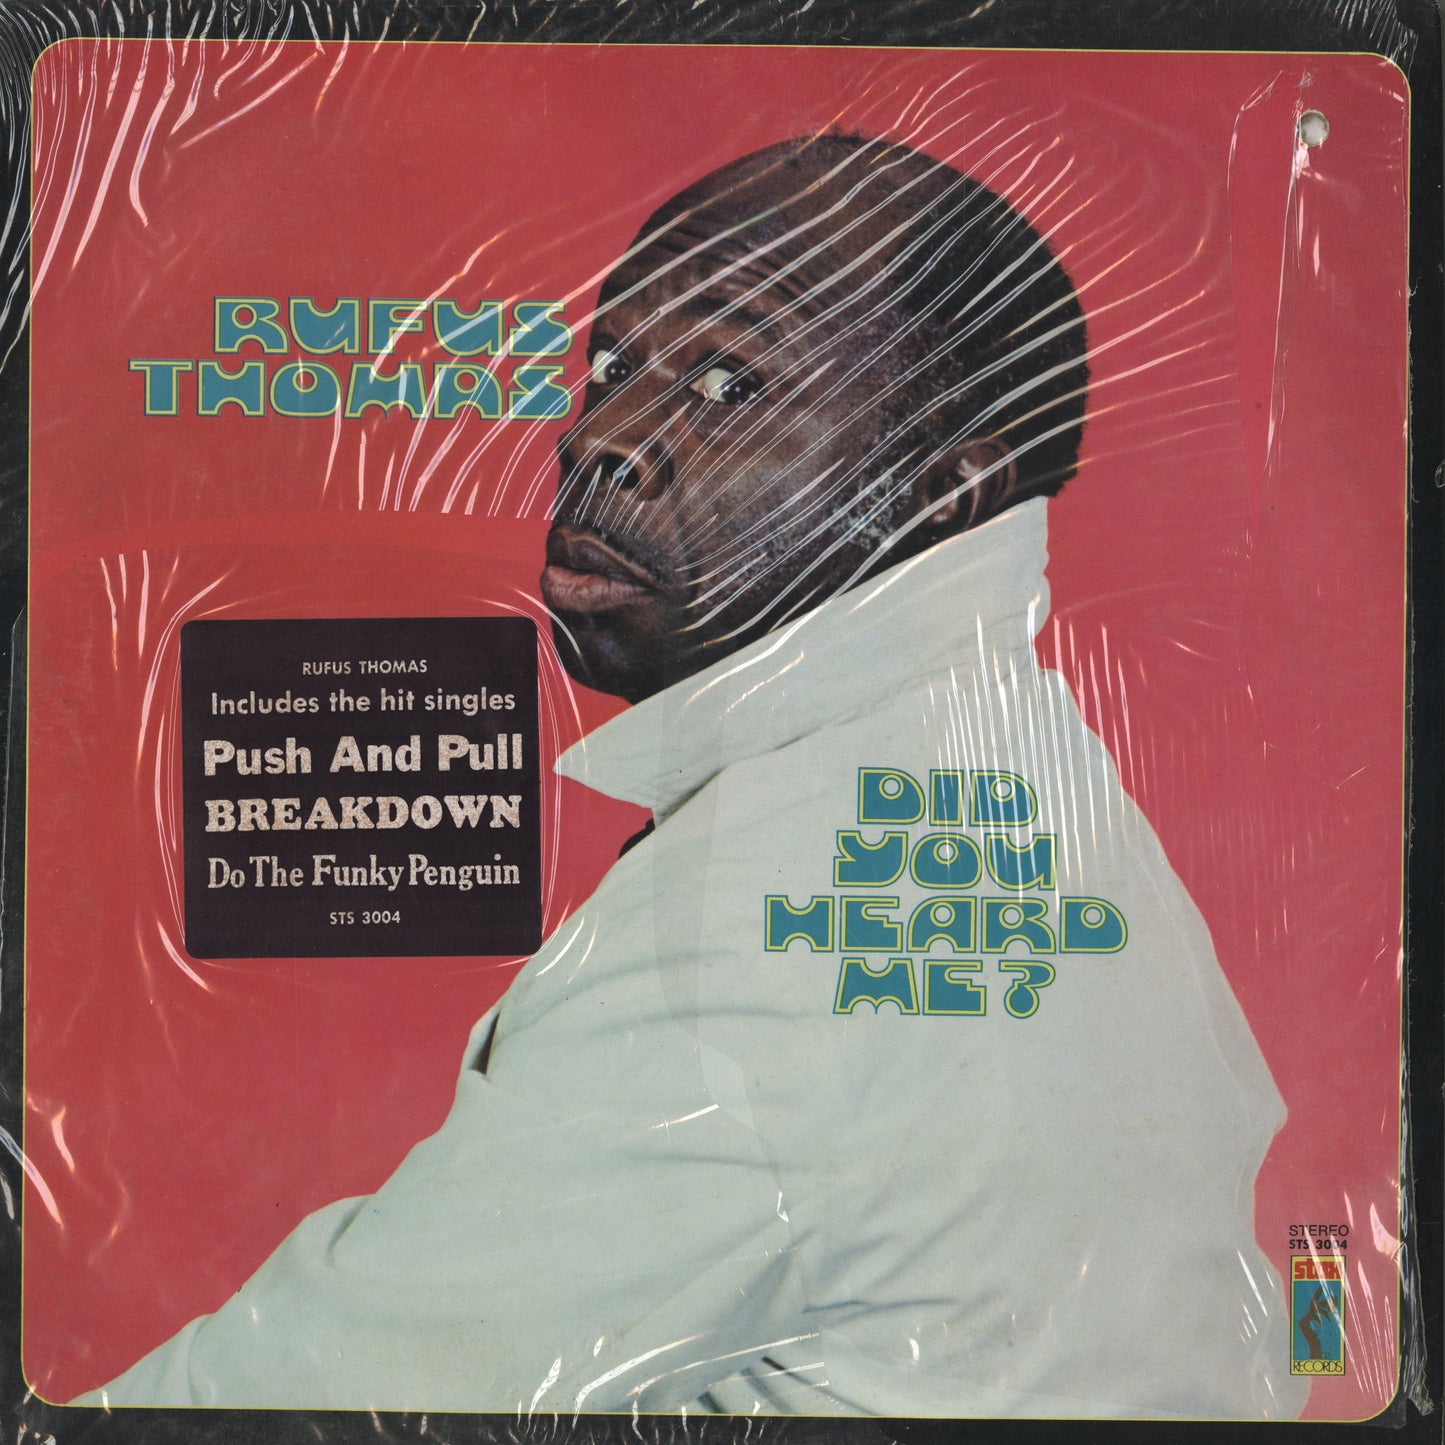 RUFUS
THOMAS
RUFUS THOMAS
Includes the hit singles
Push And Pull
BREAKDOWN
Do The Funky Penguin
STS 3004
DID
YOU
HEARD
ME?
STEREO
STS 3004
stax
RECORDS